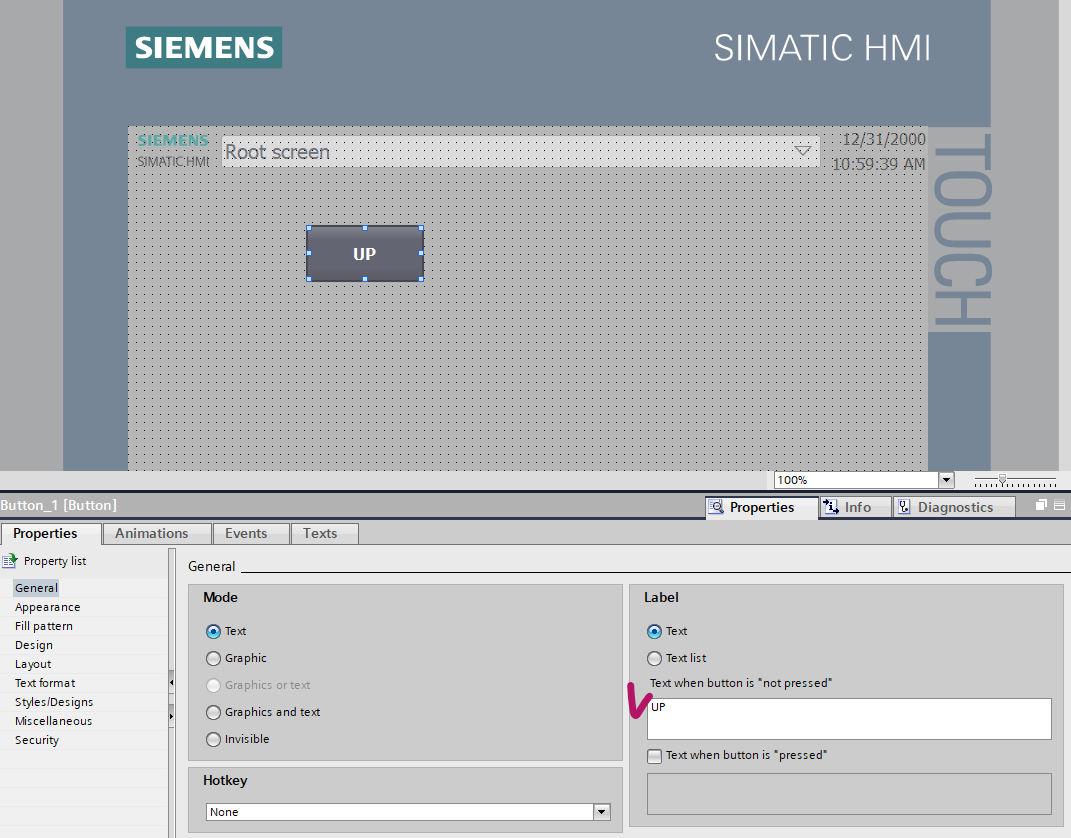 SIEMENS
SIMATIC HMI
SIEMENS
SIMATIC HMI
Root screen
12/31/2000
10:59:39 AM
TOUCH
UP
100%
Button_1 [Button]
Properties
Info
Diagnostics
Properties
Animations
Events
Texts
Property list
General
Appearance
Fill pattern
Design
Layout
Text format
Styles/Designs
Miscellaneous
Security
General
Mode
Text
Graphic
Graphics or text
Graphics and text
Invisible
Hotkey
None
Label
Text
Text list
Text when button is "not pressed"
UP
Text when button is "pressed"